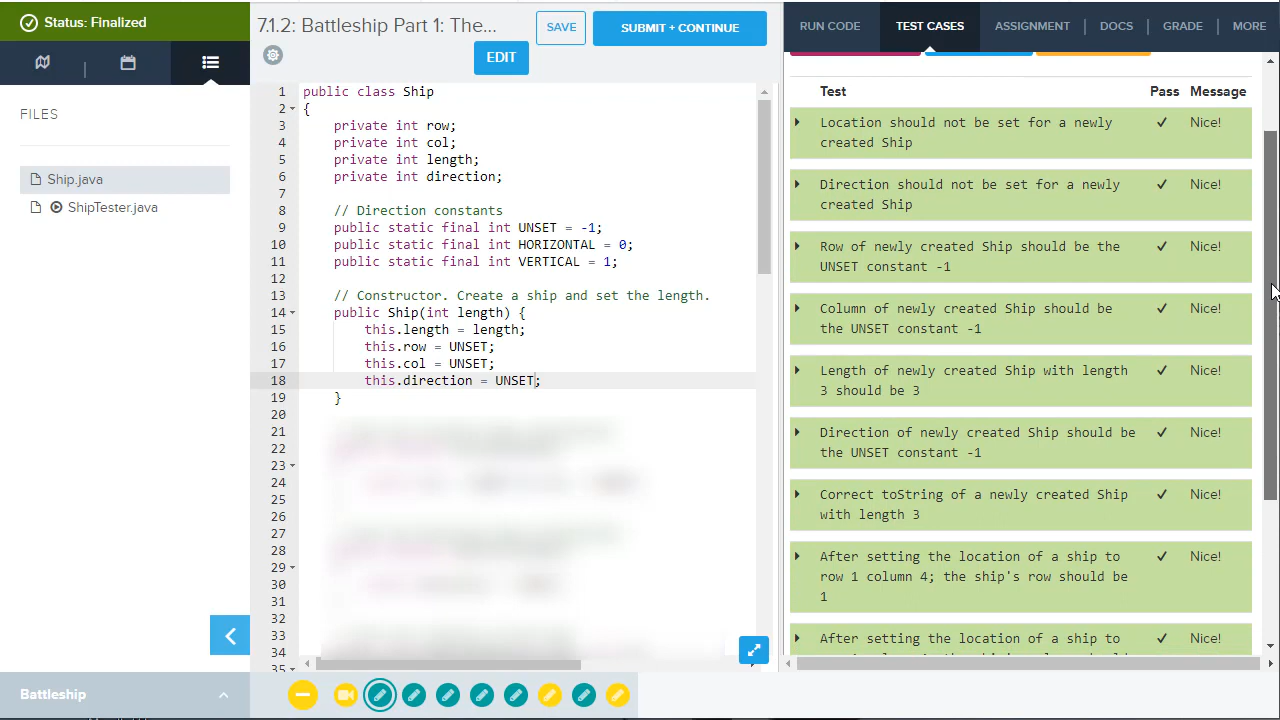 Status: Finalized
7.1.2: Battleship Part 1: The...
SAVE
SUBMIT + CONTINUE
EDIT
RUN CODE
TEST CASES
ASSIGNMENT
DOCS
GRADE
MORE
FILES
Ship.java
ShipTester.java
1 public class Ship
2 {
3 private int row;
4 private int col;
5 private int length;
6 private int direction;
7
8 // Direction constants
9 public static final int UNSET = -1;
10 public static final int HORIZONTAL = 0;
11 public static final int VERTICAL = 1;
12
13 // Constructor. Create a ship and set the length.
14 public Ship(int length) {
15 this.length = length;
16 this.row = UNSET;
17 this.col = UNSET;
18 this.direction = UNSET;
19 }
20
21
22
23
24
25
26
27
28
29
30
31
32
33
34
35
Test Pass Message
Location should not be set for a newly ✓ Nice!
created Ship
Direction should not be set for a newly ✓ Nice!
created Ship
Row of newly created Ship should be the ✓ Nice!
UNSET constant -1
Column of newly created Ship should be ✓ Nice!
the UNSET constant -1
Length of newly created Ship with length ✓ Nice!
3 should be 3
Direction of newly created Ship should be ✓ Nice!
the UNSET constant -1
Correct toString of a newly created Ship ✓ Nice!
with length 3
After setting the location of a ship to ✓ Nice!
row 1 column 4; the ship's row should be
1
After setting the location of a ship to ✓ Nice!
Battleship